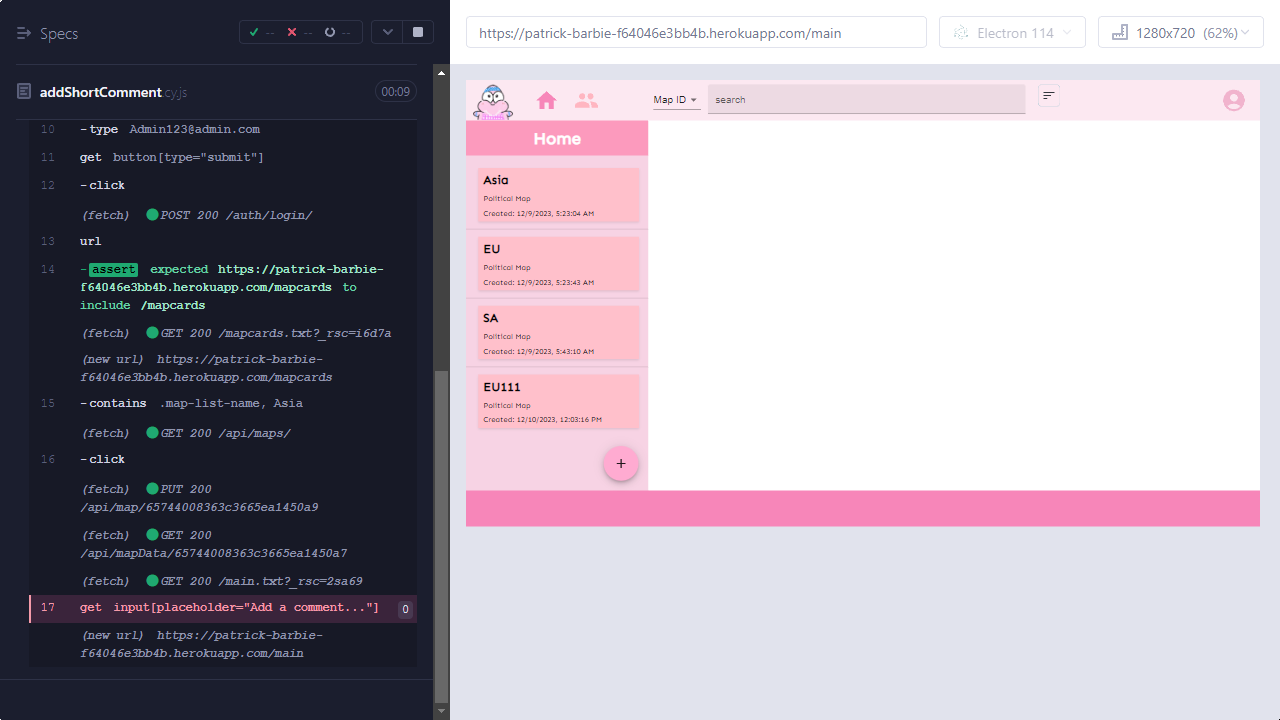 Specs
-- -- --
addShortComment.cy.js
00:09
10 -type Admin123@admin.com
11 get button[type="submit"]
12 -click
(fetch) POST 200 /auth/login/
13 url
14 -assert expected https://patrick-barbie-
f64046e3bb4b.herokuapp.com/mapcards to
include /mapcards
(fetch) GET 200 /mapcards.txt?_rsc=i6d7a
(new url) https://patrick-barbie-
f64046e3bb4b.herokuapp.com/mapcards
15 -contains .map-list-name, Asia
(fetch) GET 200 /api/maps/
16 -click
(fetch) PUT 200
/api/map/65744008363c3665ea1450a9
(fetch) GET 200
/api/mapData/65744008363c3665ea1450a7
(fetch) GET 200 /main.txt?_rsc=2sa69
17 get input[placeholder="Add a comment..."] 0
(new url) https://patrick-barbie-
f64046e3bb4b.herokuapp.com/main
https://patrick-barbie-f64046e3bb4b.herokuapp.com/main
Electron 114
1280x720 (62%)
Map ID
search
Home
Asia
Political Map
Created: 12/9/2023, 5:23:04 AM
EU
Political Map
Created: 12/9/2023, 5:23:43 AM
SA
Political Map
Created: 12/9/2023, 5:43:10 AM
EU111
Political Map
Created: 12/10/2023, 12:03:16 PM
+